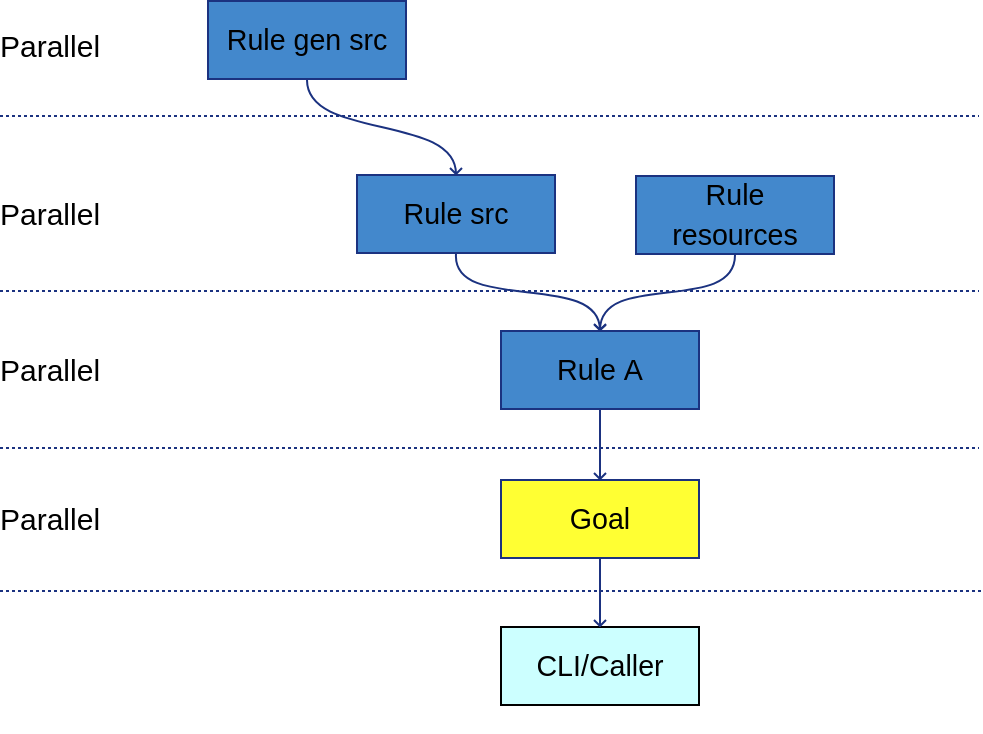 Parallel
Rule gen src
Parallel
Rule src
Rule
resources
Parallel
Rule A
Parallel
Goal
CLI/Caller